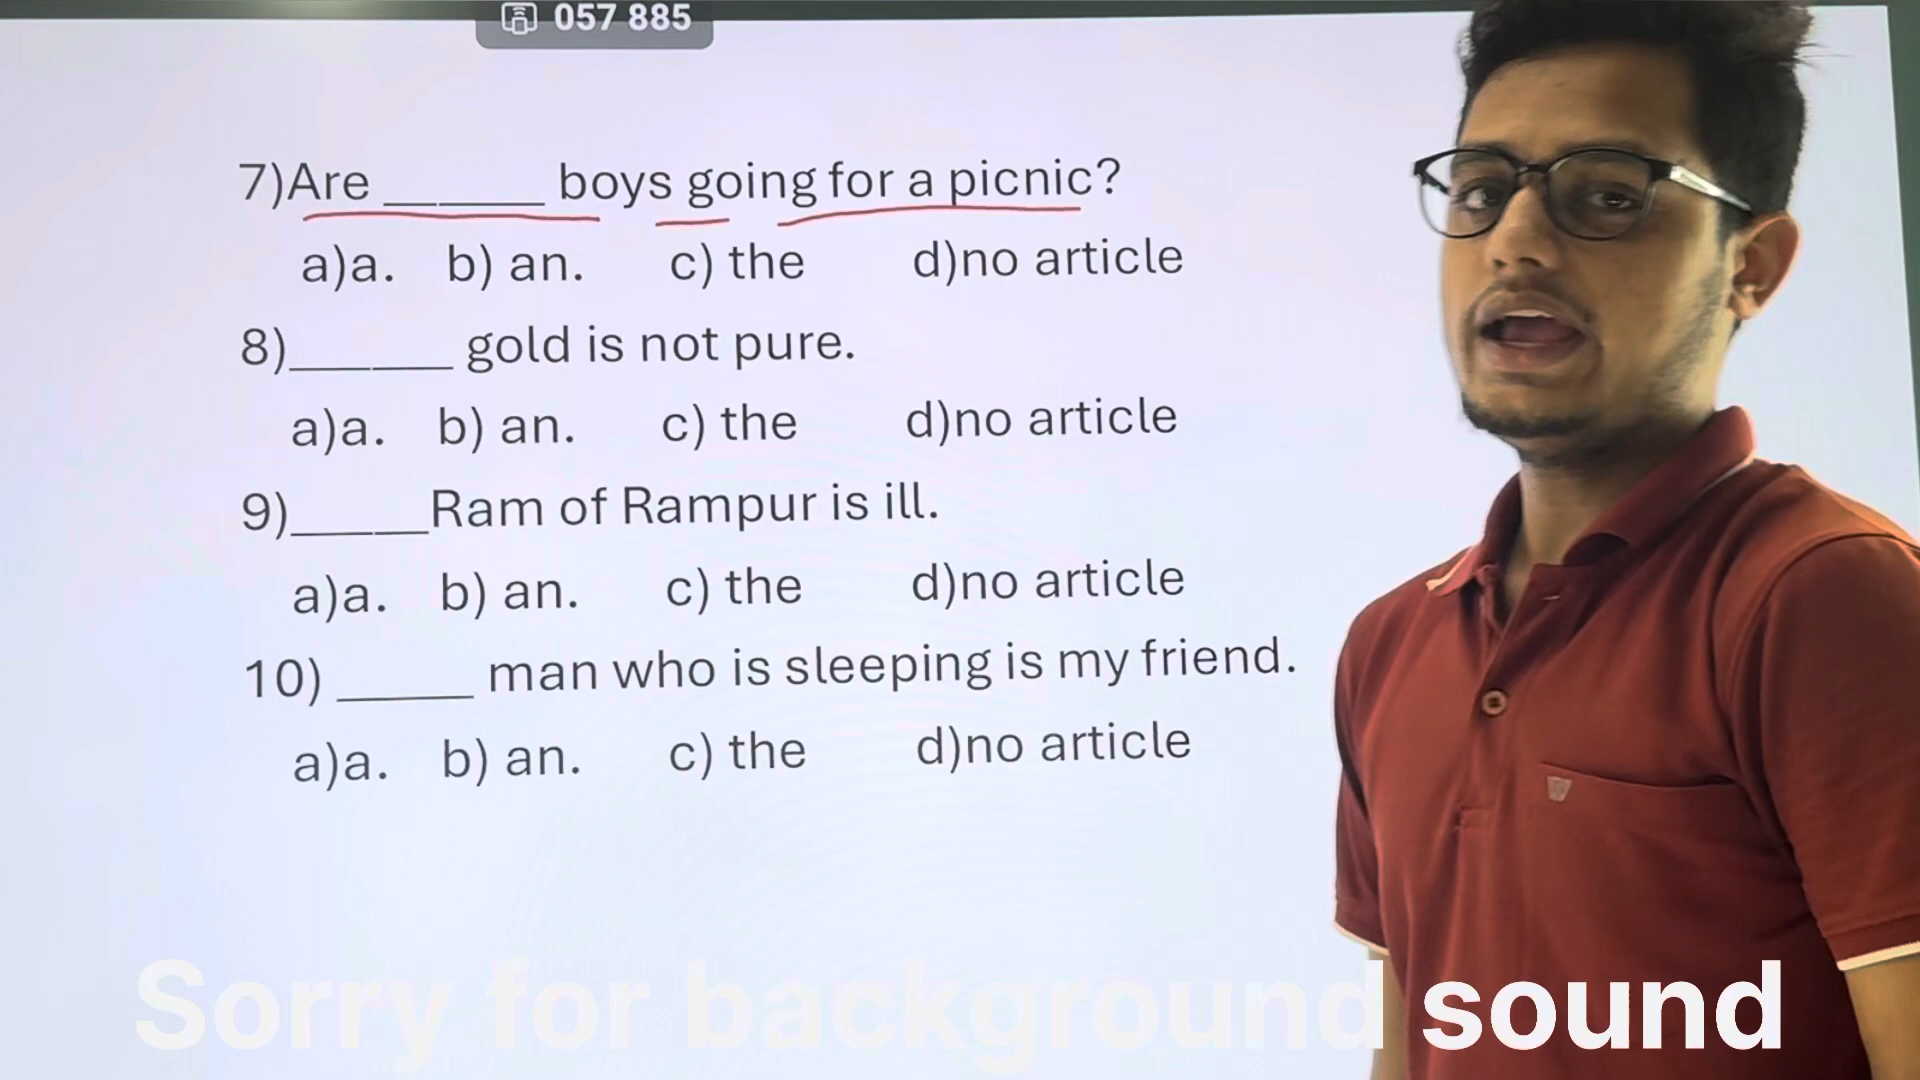 057 885
7)Are ______ boys going for a picnic?
a)a. b) an. c) the d)no article
8)______ gold is not pure.
a)a. b) an. c) the d)no article
9)_____Ram of Rampur is ill.
a)a. b) an. c) the d)no article
10) _____ man who is sleeping is my friend.
a)a. b) an. c) the d)no article
Sorry for background sound